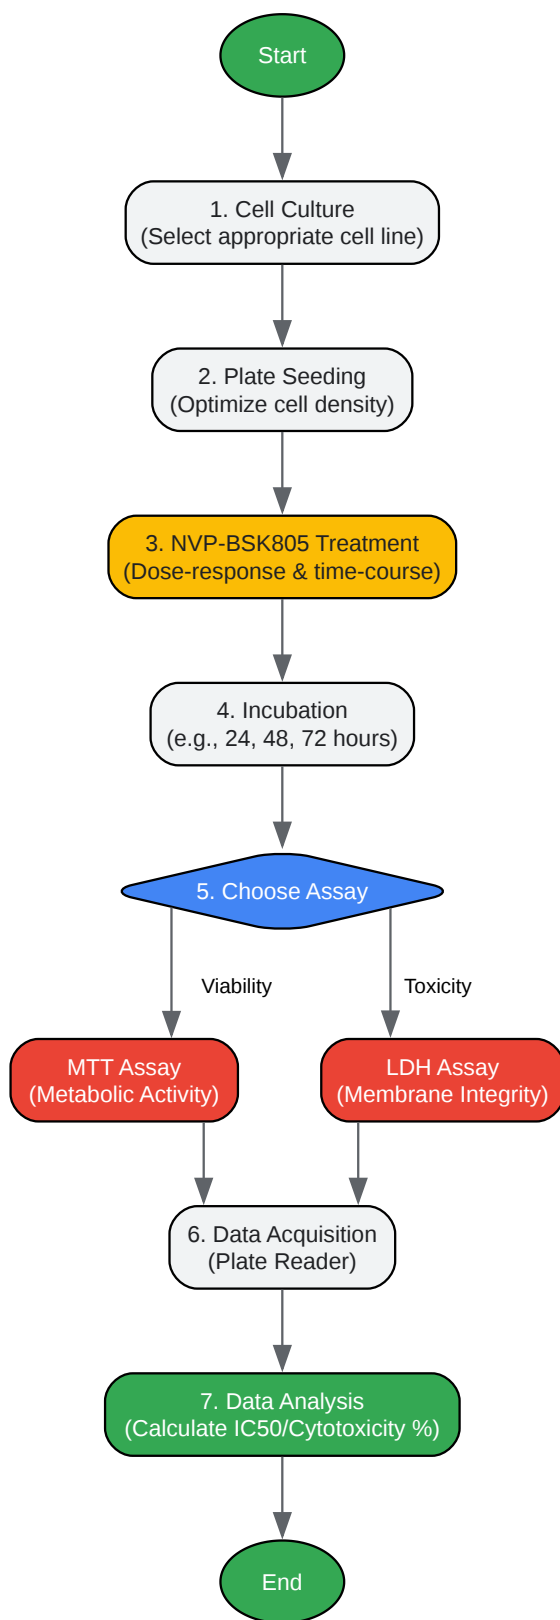 Start
1. Cell Culture
(Select appropriate cell line)
2. Plate Seeding
(Optimize cell density)
3. NVP-BSK805 Treatment
(Dose-response & time-course)
4. Incubation
(e.g., 24, 48, 72 hours)
5. Choose Assay
Viability
Toxicity
MTT Assay
(Metabolic Activity)
LDH Assay
(Membrane Integrity)
6. Data Acquisition
(Plate Reader)
7. Data Analysis
(Calculate IC50/Cytotoxicity %)
End